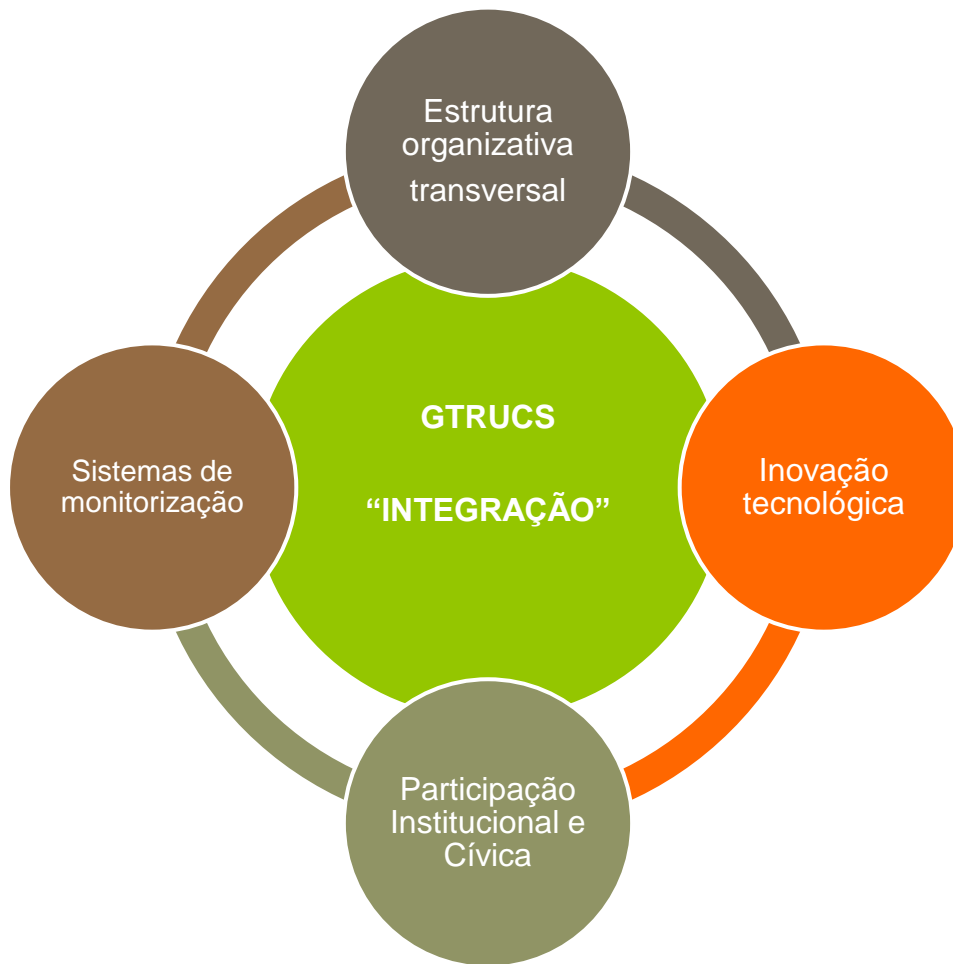 Estrutura
organizativa
transversal
GTRUCS
“INTEGRAÇÃO”
Sistemas de
monitorização
Inovação
tecnológica
Participação
Institucional e
Cívica